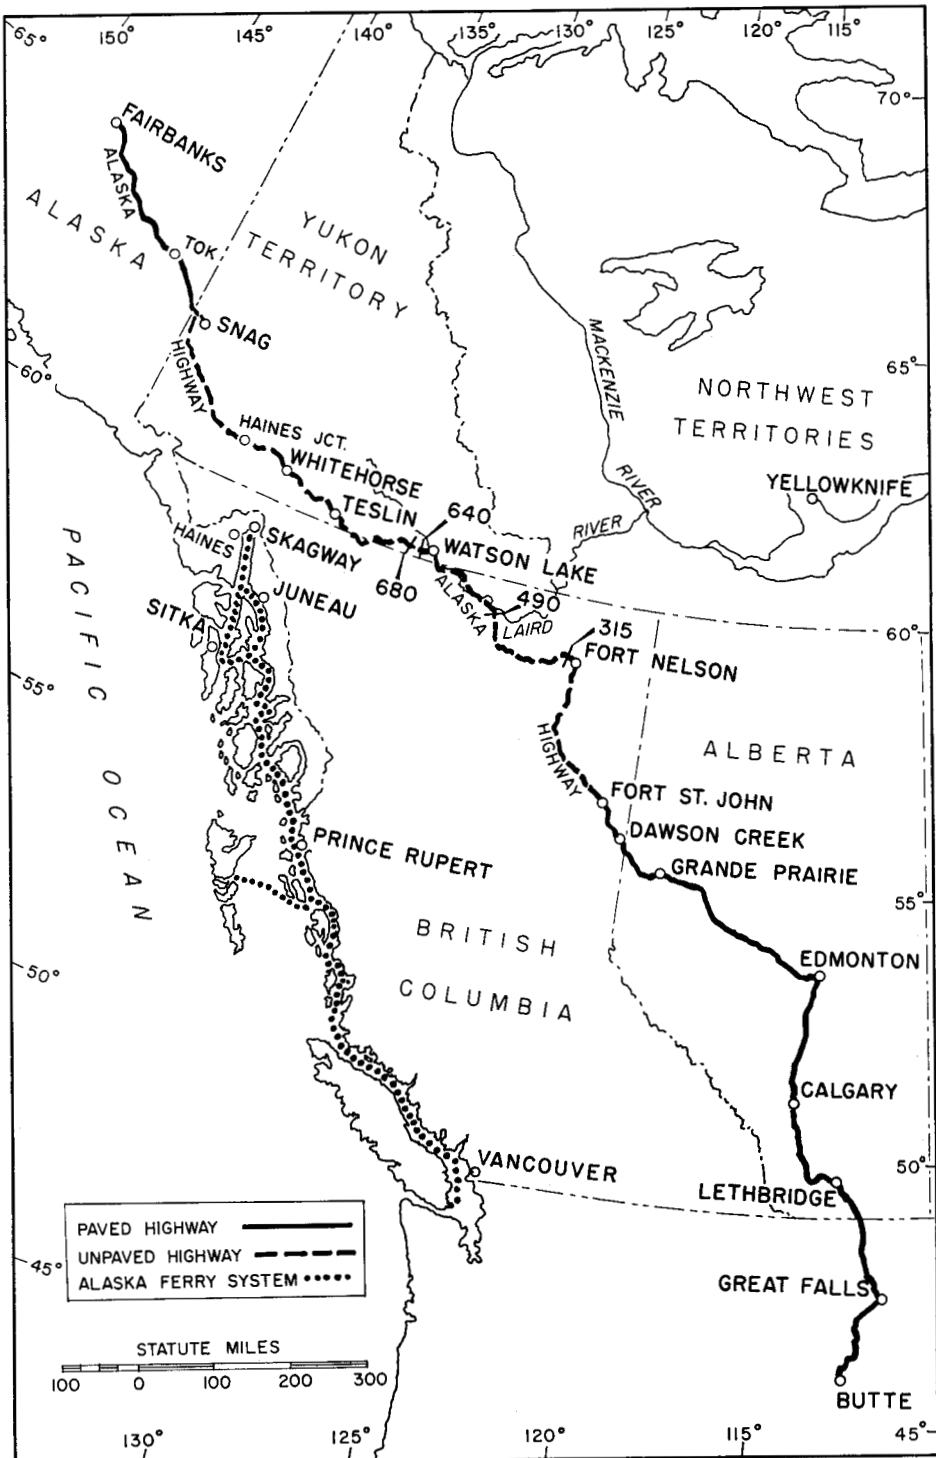 65°
150°
145°
140°
135°
130°
125°
120°
115°
70°
FAIRBANKS
ALASKA
ALASKA
YUKON
TERRITORY
TOK
SNAG
HIGHWAY
60°
MACKENZIE
RIVER
65°
NORTHWEST
TERRITORIES
YELLOWKNIFE
HAINES JCT.
WHITEHORSE
TESLIN
640
RIVER
WATSON LAKE
680
HAINES
SKAGWAY
JUNEAU
SITKA
ALASKA
490
LAIRD
315
60°
FORT NELSON
PACIFIC
OCEAN
55°
HIGHWAY
ALBERTA
FORT ST. JOHN
DAWSON CREEK
GRANDE PRAIRIE
PRINCE RUPERT
55°
BRITISH
COLUMBIA
EDMONTON
50°
CALGARY
VANCOUVER
50°
LETHBRIDGE
PAVED HIGHWAY
UNPAVED HIGHWAY
ALASKA FERRY SYSTEM
45°
GREAT FALLS
STATUTE MILES
100 0 100 200 300
BUTTE
130°
125°
120°
115°
45°